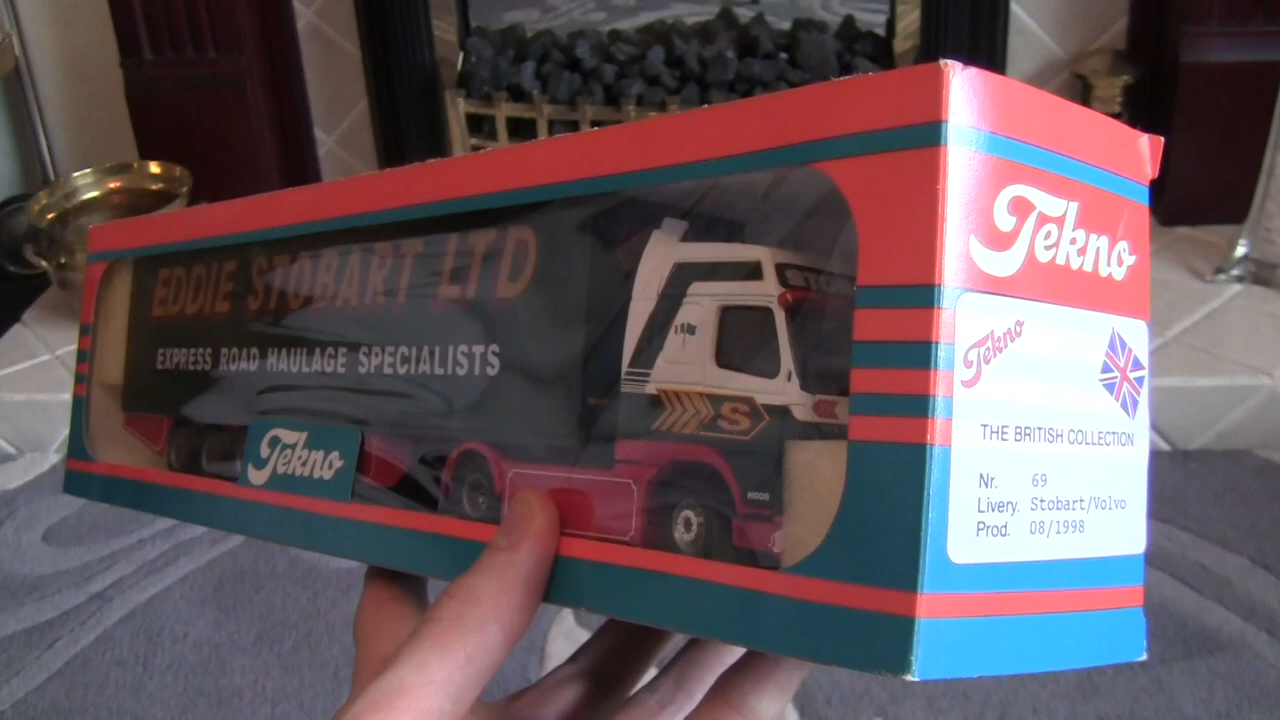 EDDIE STOBART LTD
EXPRESS ROAD HAULAGE SPECIALISTS
Tekno
S
Tekno
Tekno
THE BRITISH COLLECTION
Nr. 69
Livery. Stobart/Volvo
Prod. 08/1998